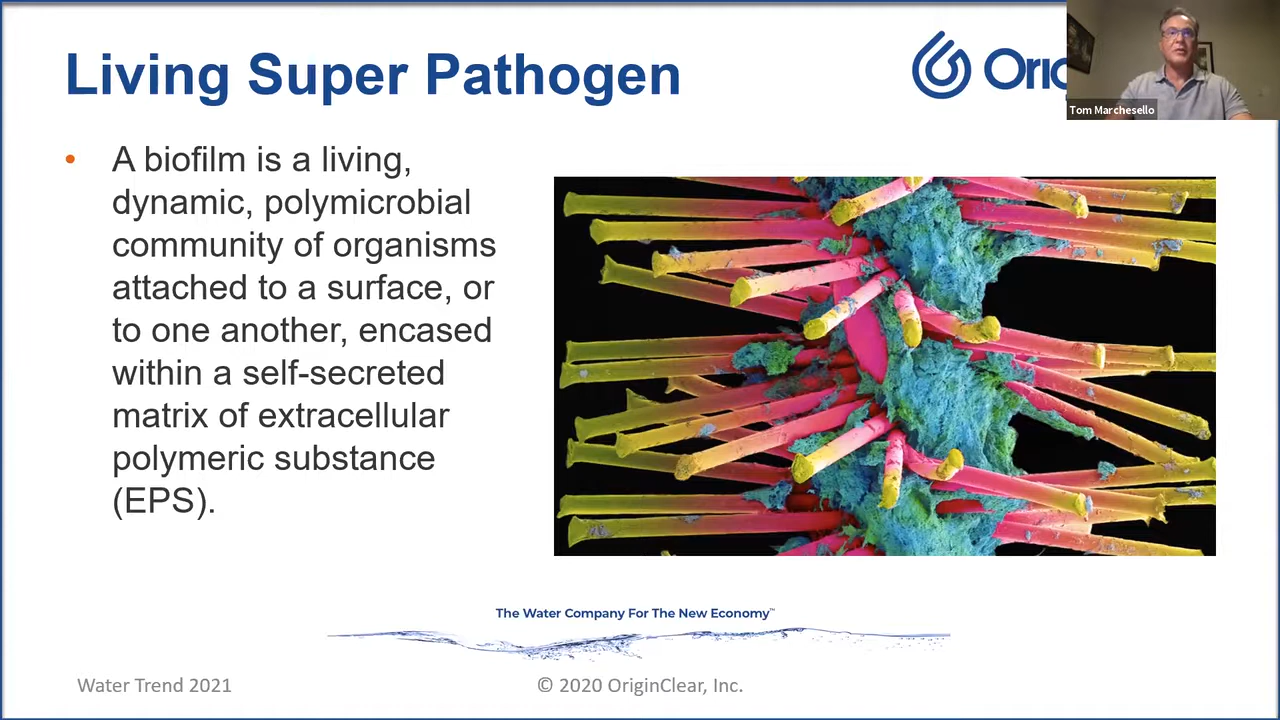 Living Super Pathogen
Oric
Tom Marchesello
• A biofilm is a living,
dynamic, polymicrobial
community of organisms
attached to a surface, or
to one another, encased
within a self-secreted
matrix of extracellular
polymeric substance
(EPS).
The Water Company For The New Economy™
Water Trend 2021
© 2020 OriginClear, Inc.